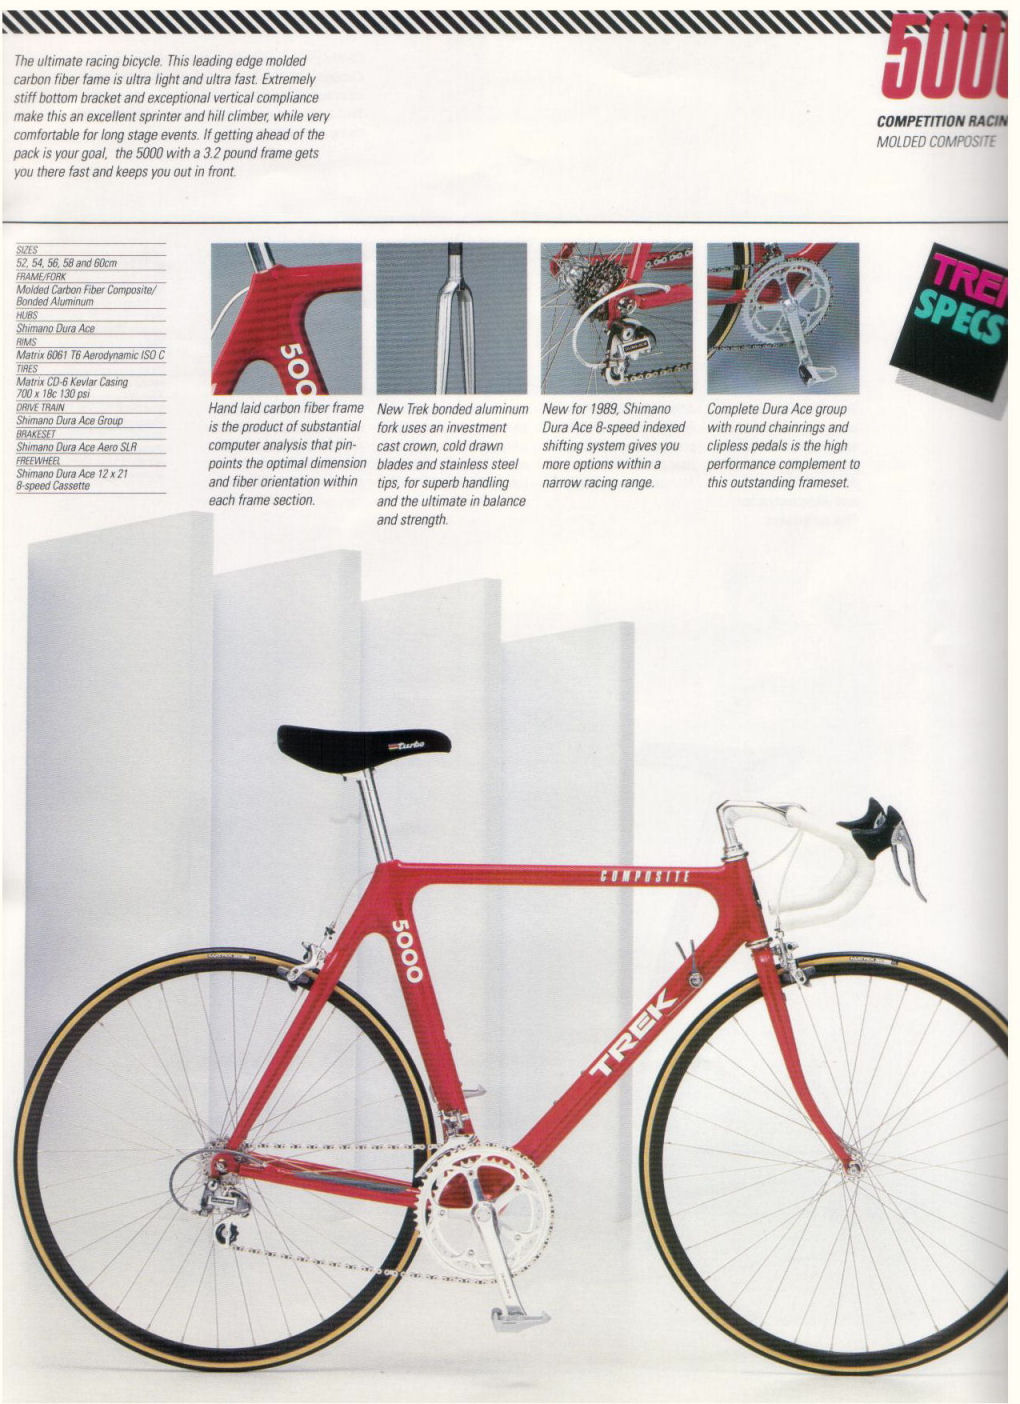 5000
COMPETITION RACIN
MOLDED COMPOSITE
The ultimate racing bicycle. This leading edge molded
carbon fiber fame is ultra light and ultra fast. Extremely
stiff bottom bracket and exceptional vertical compliance
make this an excellent sprinter and hill climber, while very
comfortable for long stage events. If getting ahead of the
pack is your goal, the 5000 with a 3.2 pound frame gets
you there fast and keeps you out in front.
SIZES
52, 54, 56, 58 and 60cm
FRAME/FORK
Molded Carbon Fiber Composite/
Bonded Aluminum
HUBS
Shimano Dura Ace
RIMS
Matrix 6061 T6 Aerodynamic ISO C
TIRES
Matrix CD-6 Kevlar Casing
700 x 18c 130 psi
DRIVE TRAIN
Shimano Dura Ace Group
BRAKESET
Shimano Dura Ace Aero SLR
FREEWHEEL
Shimano Dura Ace 12 x 21
8-speed Cassette
500
Hand laid carbon fiber frame
is the product of substantial
computer analysis that pin-
points the optimal dimension
and fiber orientation within
each frame section.
New Trek bonded aluminum
fork uses an investment
cast crown, cold drawn
blades and stainless steel
tips, for superb handling
and the ultimate in balance
and strength.
New for 1989, Shimano
Dura Ace 8-speed indexed
shifting system gives you
more options within a
narrow racing range.
Complete Dura Ace group
with round chainrings and
clipless pedals is the high
performance complement to
this outstanding frameset.
TREK
SPECS
turbo
COMPOSITE
5000
TREK